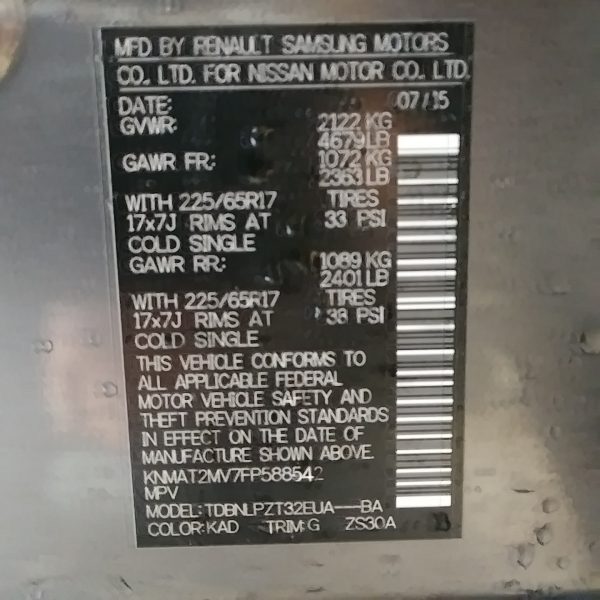 MFD BY RENAULT SAMSUNG MOTORS
CO., LTD. FOR NISSAN MOTOR CO., LTD.
DATE: 07/15
GVWR: 2122 KG
4679 LB
GAWR FR: 1072 KG
2363 LB
WITH 225/65R17 TIRES
17x7J RIMS AT 33 PSI
COLD SINGLE
GAWR RR: 1089 KG
2401 LB
WITH 225/65R17 TIRES
17x7J RIMS AT 33 PSI
COLD SINGLE
THIS VEHICLE CONFORMS TO
ALL APPLICABLE FEDERAL
MOTOR VEHICLE SAFETY AND
THEFT PREVENTION STANDARDS
IN EFFECT ON THE DATE OF
MANUFACTURE SHOWN ABOVE.
KNMAT2MV7FP588542
MPV
MODEL: TDBNLPZT32EUA---BA
COLOR: KAD TRIM: G ZS30A B